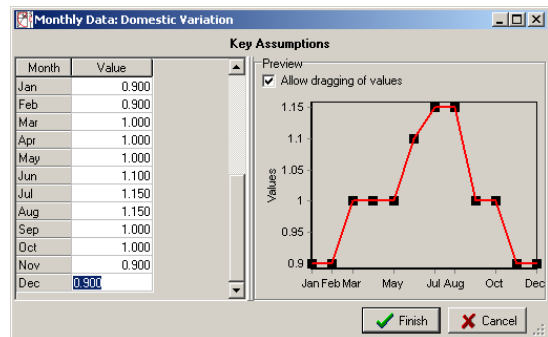 Monthly Data: Domestic Variation
Key Assumptions
Month Value
Jan 0.900
Feb 0.900
Mar 1.000
Apr 1.000
May 1.000
Jun 1.100
Jul 1.150
Aug 1.150
Sep 1.000
Oct 1.000
Nov 0.900
Dec 0.900
Preview
Allow dragging of values
1.15
1.1
1.05
1
0.95
0.9
Values
Jan Feb Mar May Jul Aug Oct Dec
Finish Cancel